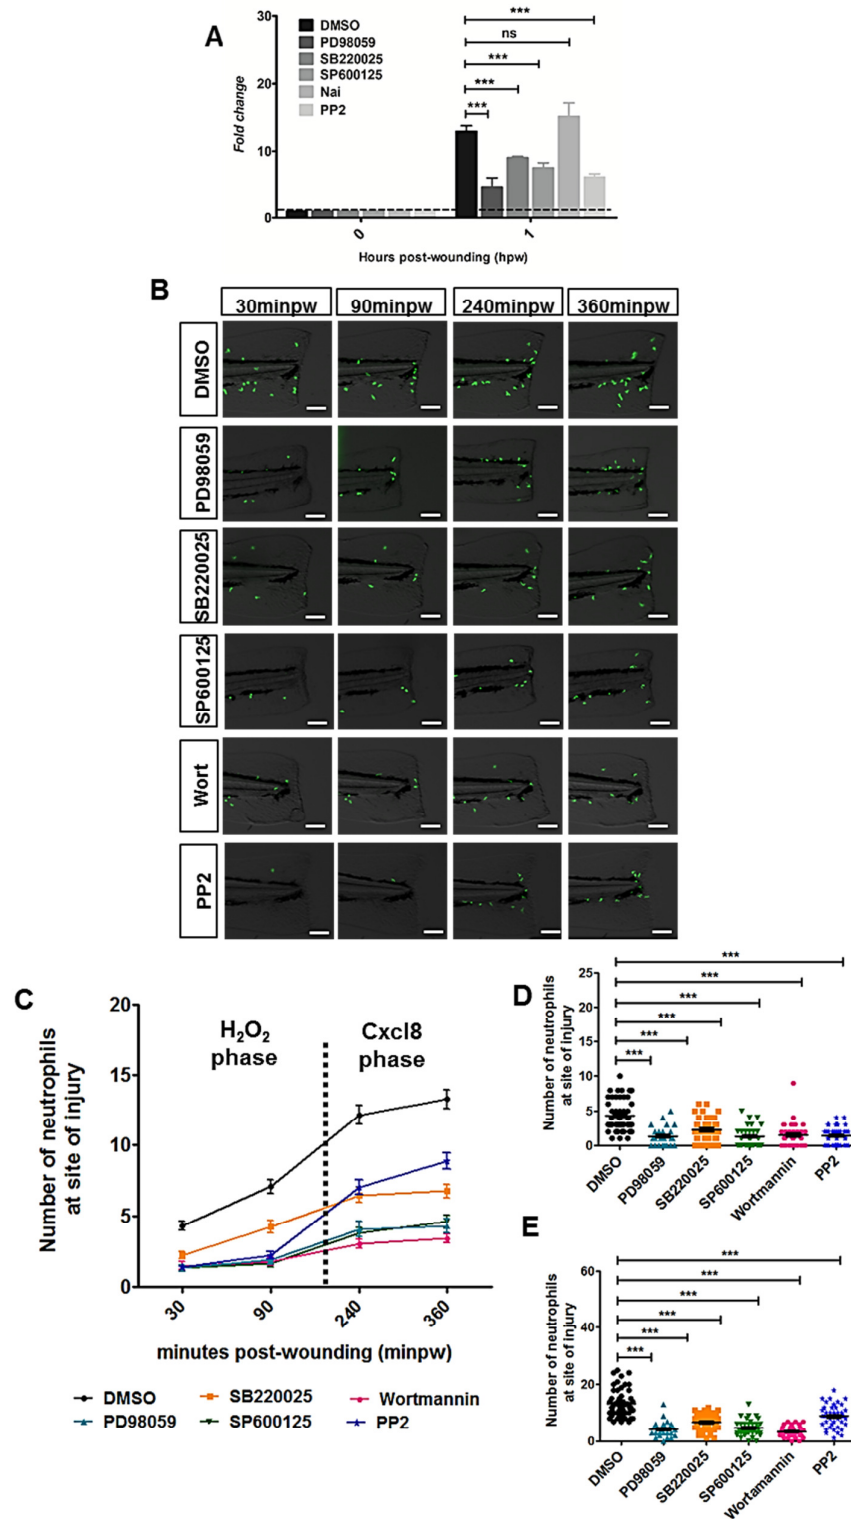 A
Fold change
30
20
10
0
DMSO
PD98059
SB220025
SP600125
Nai
PP2
***
ns
***
***
***
0
1
Hours post-wounding (hpw)
B
30minpw
90minpw
240minpw
360minpw
DMSO
PD98059
SB220025
SP600125
Wort
PP2
C
Number of neutrophils
at site of injury
20
15
10
5
0
H₂O₂
phase
Cxcl8
phase
30
90
240
360
minutes post-wounding (minpw)
DMSO
SB220025
Wortmannin
PD98059
SP600125
PP2
D
Number of neutrophils
at site of injury
25
20
15
10
5
0
***
***
***
***
***
***
DMSO
PD98059
SB220025
SP600125
Wortmannin
PP2
E
Number of neutrophils
at site of injury
60
40
20
0
***
***
***
***
***
***
DMSO
PD98059
SB220025
SP600125
Wortamannin
PP2